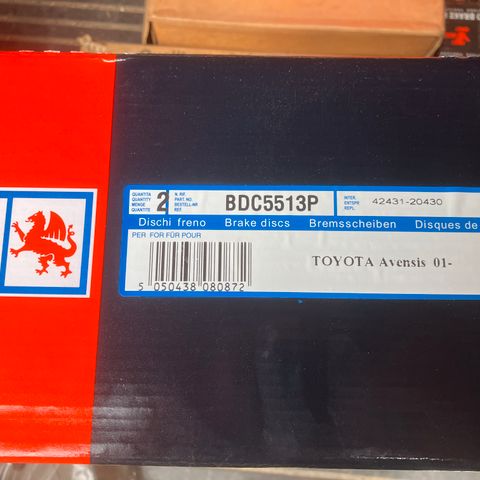 QUANTITA
QUANTITY
MENGE
QUANTITE
2
N. RIF.
PART. NO.
BESTELL-NR
REF.
BDC5513P
INTER.
ENTSPR
REPL.
42431-20430
Dischi freno Brake discs Bremsscheiben Disques de
PER FOR FÜR POUR
TOYOTA Avensis 01-
5 050438 080872